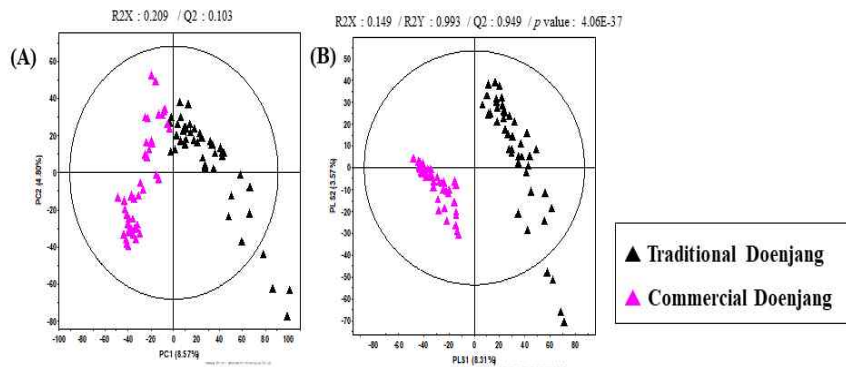 R2X : 0.209 / Q2 : 0.103
R2X : 0.149 / R2Y : 0.993 / Q2 : 0.949 / p value : 4.06E-37
(A)
60
40
20
0
-20
-40
-60
-80
PC2 (4.80%)
-100 -80 -60 -40 -20 0 20 40 60 80 100
PC1 (8.57%)
(B)
50
40
30
20
10
0
-10
-20
-30
-40
-50
-60
-70
PLS2 (3.57%)
-80 -60 -40 -20 0 20 40 60 80
PLS1 (8.31%)
Traditional Doenjang
Commercial Doenjang